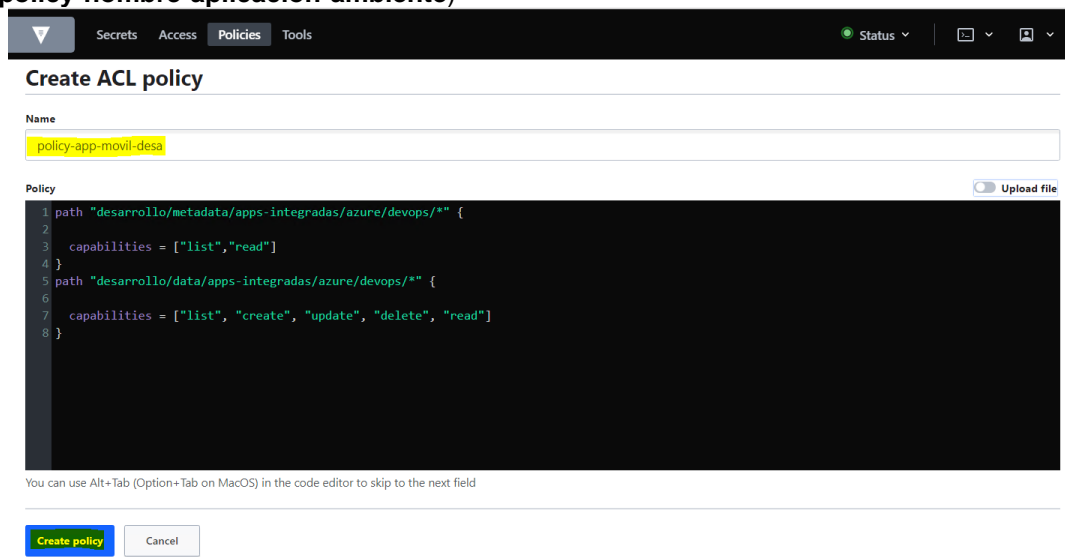 policy-nombre-aplicacion-ambiente)
Secrets Access Policies Tools Status
Create ACL policy
Name
policy-app-movil-desa
Policy Upload file
1 path "desarrollo/metadata/apps-integradas/azure/devops/*" {
2
3 capabilities = ["list","read"]
4 }
5 path "desarrollo/data/apps-integradas/azure/devops/*" {
6
7 capabilities = ["list", "create", "update", "delete", "read"]
8 }
You can use Alt+Tab (Option+Tab on MacOS) in the code editor to skip to the next field
Create policy Cancel